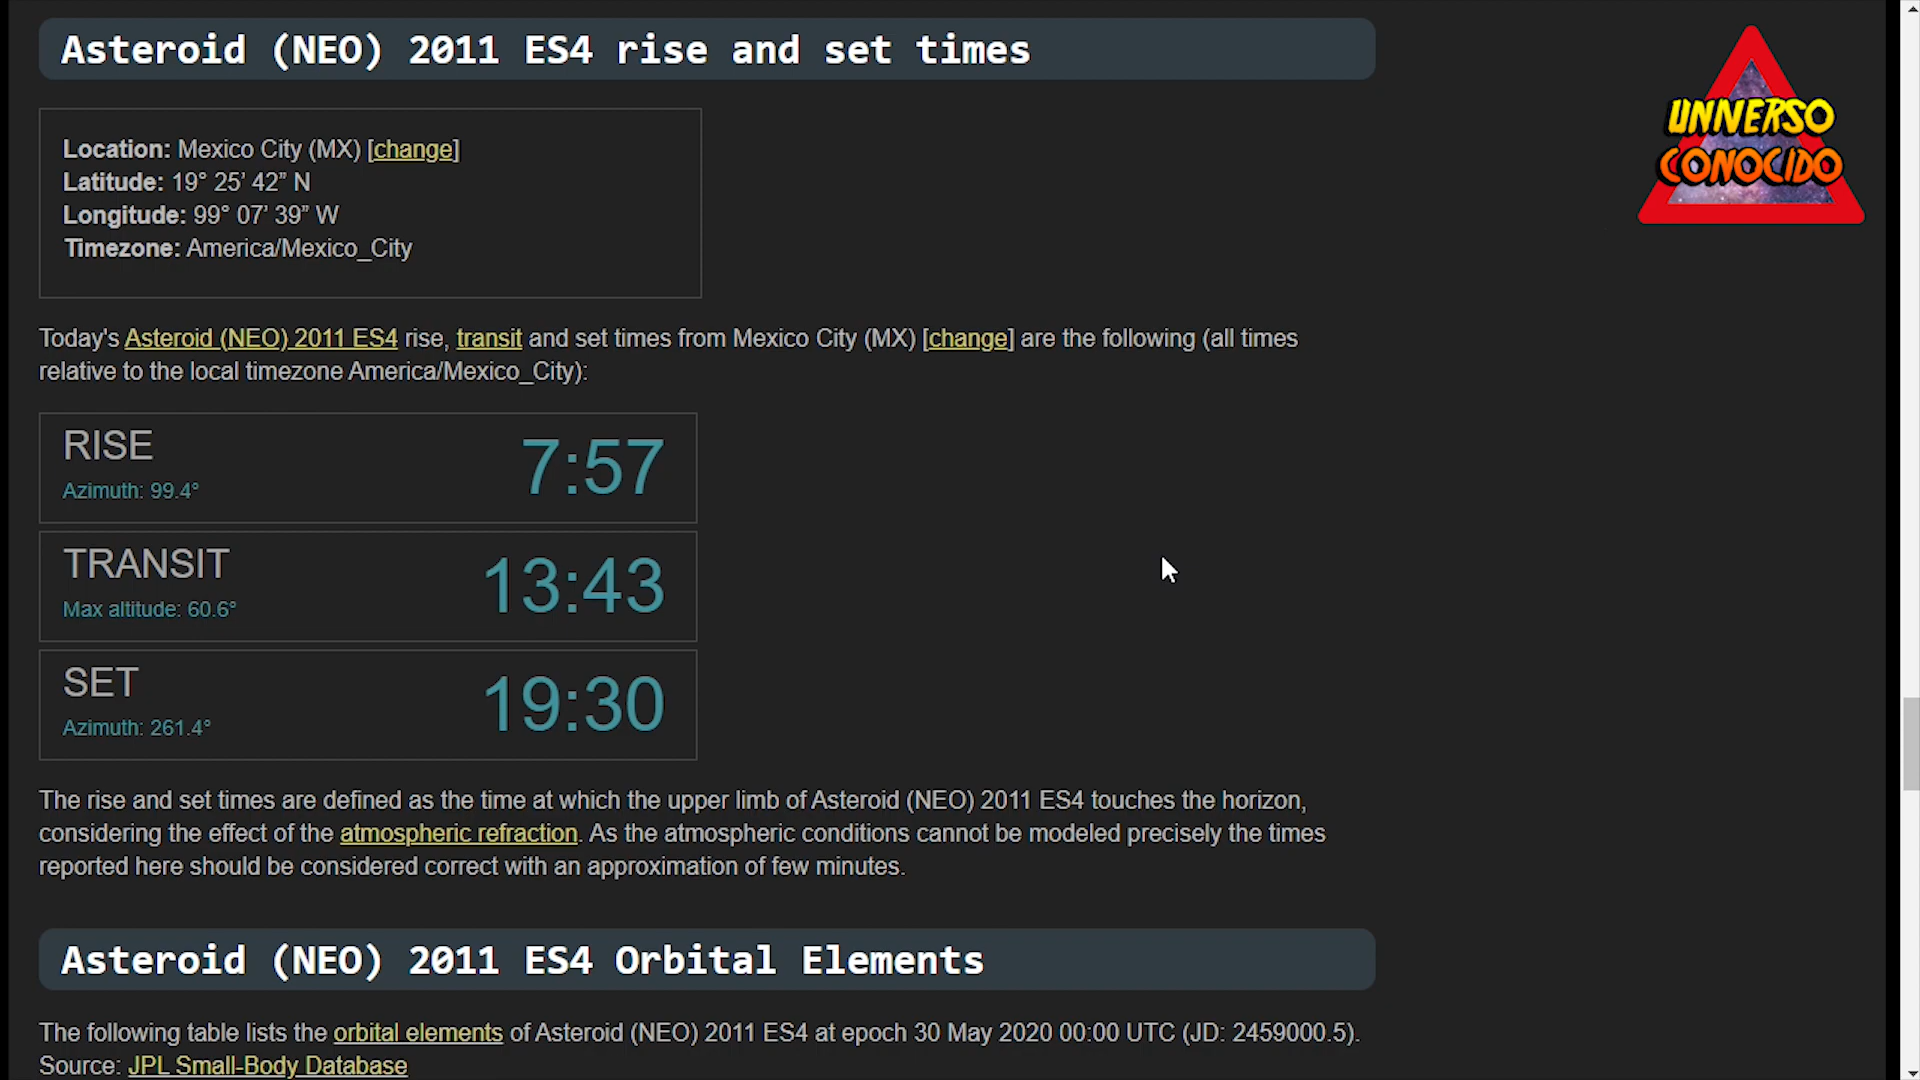 Asteroid (NEO) 2011 ES4 rise and set times
UNIVERSO
CONOCIDO
Location: Mexico City (MX) [change]
Latitude: 19° 25’ 42” N
Longitude: 99° 07’ 39” W
Timezone: America/Mexico_City
Today's Asteroid (NEO) 2011 ES4 rise, transit and set times from Mexico City (MX) [change] are the following (all times
relative to the local timezone America/Mexico_City):
RISE 7:57
Azimuth: 99.4°
TRANSIT 13:43
Max altitude: 60.6°
SET 19:30
Azimuth: 261.4°
The rise and set times are defined as the time at which the upper limb of Asteroid (NEO) 2011 ES4 touches the horizon,
considering the effect of the atmospheric refraction. As the atmospheric conditions cannot be modeled precisely the times
reported here should be considered correct with an approximation of few minutes.
Asteroid (NEO) 2011 ES4 Orbital Elements
The following table lists the orbital elements of Asteroid (NEO) 2011 ES4 at epoch 30 May 2020 00:00 UTC (JD: 2459000.5).
Source: JPL Small-Body Database